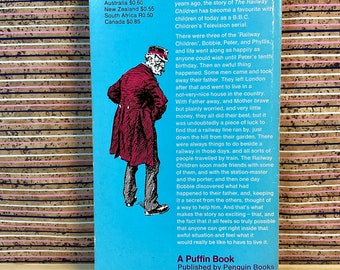 Australia $0.50
New Zealand $0.55
South Africa R0.50
Canada $0.85
years ago, the story of The Railway
Children has become a favourite with
children of today as a B.B.C.
Children's Television serial.
There were three of the 'Railway
Children', Bobbie, Peter, and Phyllis,
and life went along as happily as
anyone could wish until Peter's tenth
birthday. Then an awful thing
happened. Some men came and took
away their father. They left London
after that and went to live in a
not-very-nice house in the country.
With Father away, and Mother brave
but plainly worried, and very little
money, they all did their best, but it
was undoubtedly a piece of luck to
find that a railway line ran by, just
down the hill from their garden. There
were always things to do beside a
railway in those days, and all sorts of
people travelled by train. The Railway
Children soon made friends with some
of them, and with the station-master
and the porter; and then one day
Bobbie discovered what had
happened to their father, and, keeping
it a secret from the others, thought of
a way to help him. And that's what
makes the story so exciting – that, and
the fact that it all feels so truly possible
that anyone can get right inside that
awful situation and feel what it
would really be like to have to live it.
A Puffin Book
Published by Penguin Books